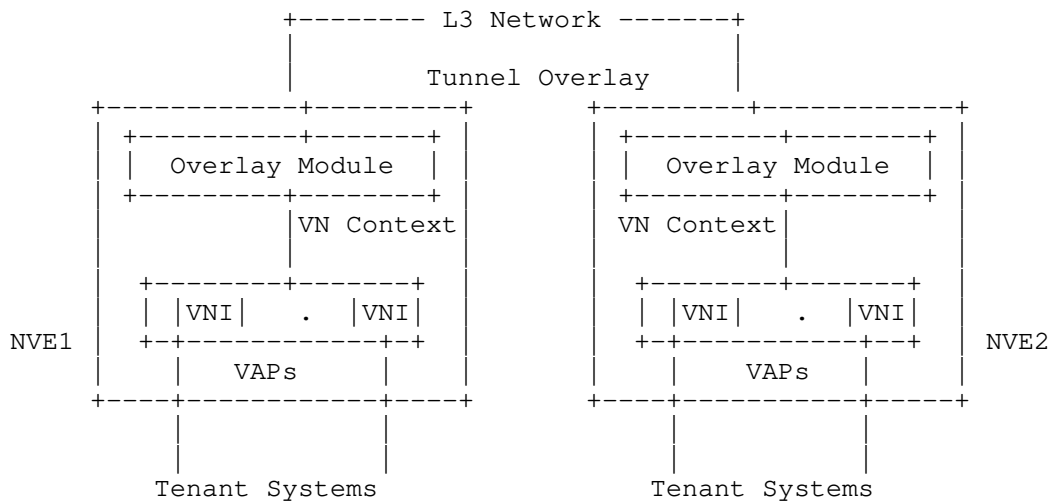 L3 Network
Tunnel Overlay
Overlay Module Overlay Module
VN Context VN Context
VNI . VNI VNI . VNI
NVE1 NVE2
VAPs VAPs
Tenant Systems Tenant Systems